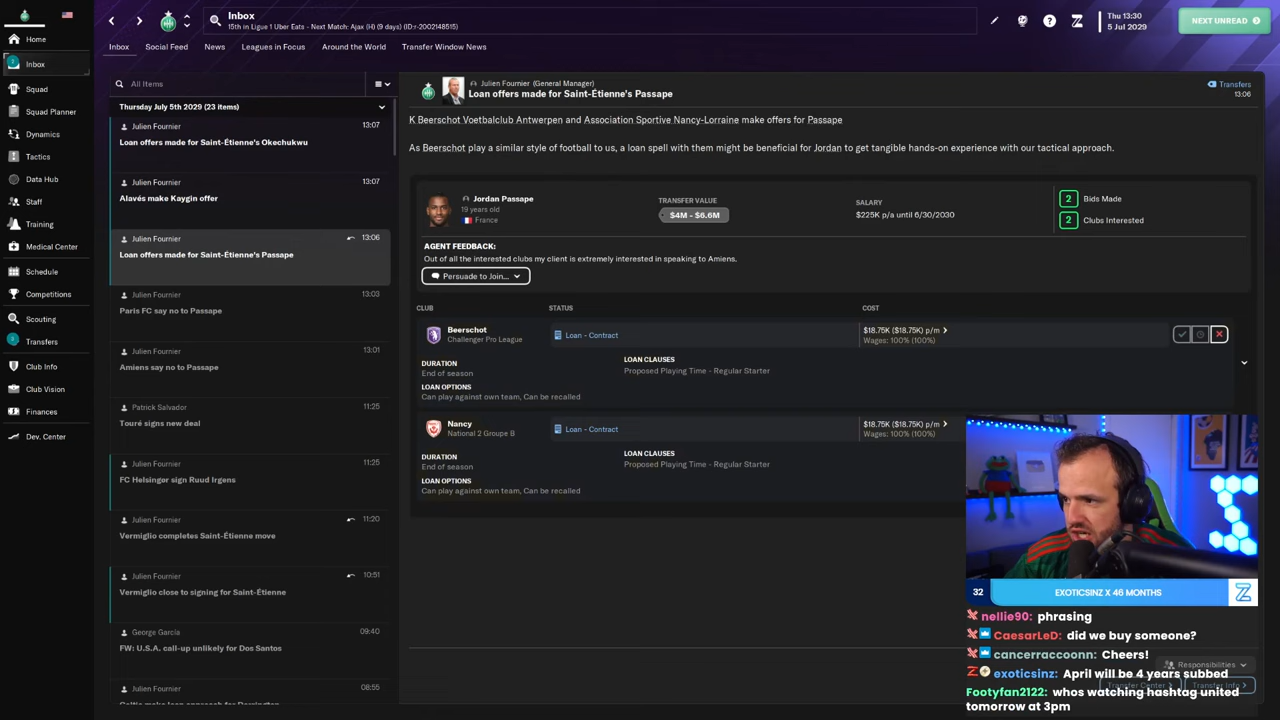 Inbox
15th in Ligue 1 Uber Eats - Next Match: Ajax (H) (9 days) (ID:r-2002148515)
Thu 13:30
5 Jul 2029
NEXT UNREAD
Home
Inbox
Squad
Squad Planner
Dynamics
Tactics
Data Hub
Staff
Training
Medical Center
Schedule
Competitions
Scouting
Transfers
Club Info
Club Vision
Finances
Dev. Center
Inbox Social Feed News Leagues in Focus Around the World Transfer Window News
All Items
Thursday July 5th 2029 (23 items)
Julien Fournier 13:07
Loan offers made for Saint-Étienne's Okechukwu
Julien Fournier 13:07
Alavés make Kaygin offer
Julien Fournier 13:06
Loan offers made for Saint-Étienne's Passape
Julien Fournier 13:03
Paris FC say no to Passape
Julien Fournier 13:01
Amiens say no to Passape
Patrick Salvador 11:25
Touré signs new deal
Julien Fournier 11:25
FC Helsingør sign Ruud Irgens
Julien Fournier 11:20
Vermiglio completes Saint-Étienne move
Julien Fournier 10:51
Vermiglio close to signing for Saint-Étienne
George García 09:40
FW: U.S.A. call-up unlikely for Dos Santos
Julien Fournier 08:55
Julien Fournier (General Manager)
Loan offers made for Saint-Étienne's Passape
Transfers
13:06
K Beerschot Voetbalclub Antwerpen and Association Sportive Nancy-Lorraine make offers for Passape
As Beerschot play a similar style of football to us, a loan spell with them might be beneficial for Jordan to get tangible hands-on experience with our tactical approach.
Jordan Passape
19 years old
France
TRANSFER VALUE
$4M - $6.6M
SALARY
$225K p/a until 6/30/2030
2 Bids Made
2 Clubs Interested
AGENT FEEDBACK:
Out of all the interested clubs my client is extremely interested in speaking to Amiens.
Persuade to Join...
CLUB STATUS COST
Beerschot
Challenger Pro League
Loan - Contract
$18.75K ($18.75K) p/m
Wages: 100% (100%)
DURATION
End of season
LOAN CLAUSES
Proposed Playing Time - Regular Starter
LOAN OPTIONS
Can play against own team, Can be recalled
Nancy
National 2 Groupe B
Loan - Contract
$18.75K ($18.75K) p/m
Wages: 100% (100%)
DURATION
End of season
LOAN CLAUSES
Proposed Playing Time - Regular Starter
LOAN OPTIONS
Can play against own team, Can be recalled
32 EXOTICSINZ X 46 MONTHS
nellie90: phrasing
CaesarLeD: did we buy someone?
cancerraccoonn: Cheers!
exoticsinz: April will be 4 years subbed
Footyfan2122: whos watching hashtag united
tomorrow at 3pm
Responsibilities
Transfer Center
Transfer Info